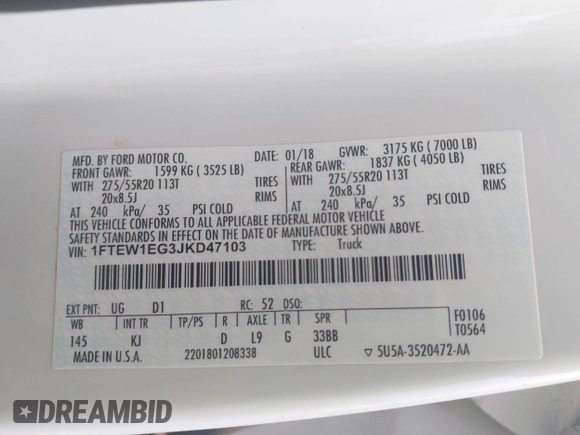 MFD. BY FORD MOTOR CO.
DATE: 01/18 GVWR: 3175 KG ( 7000 LB)
FRONT GAWR: 1599 KG ( 3525 LB) REAR GAWR: 1837 KG ( 4050 LB)
WITH 275/55R20 113T TIRES WITH 275/55R20 113T TIRES
20x8.5J RIMS 20x8.5J RIMS
AT 240 kPa/ 35 PSI COLD AT 240 kPa/ 35 PSI COLD
THIS VEHICLE CONFORMS TO ALL APPLICABLE FEDERAL MOTOR VEHICLE
SAFETY STANDARDS IN EFFECT ON THE DATE OF MANUFACTURE SHOWN ABOVE.
VIN: 1FTEW1EG3JKD47103 TYPE: Truck
EXT PNT: UG D1 RC: 52 DSO: F0106
WB INT TR TP/PS R AXLE TR SPR T0564
145 KJ D L9 G 33BB
MADE IN U.S.A. 2201801208338 ULC ▽ 5U5A-3520472-AA
DREAMBID